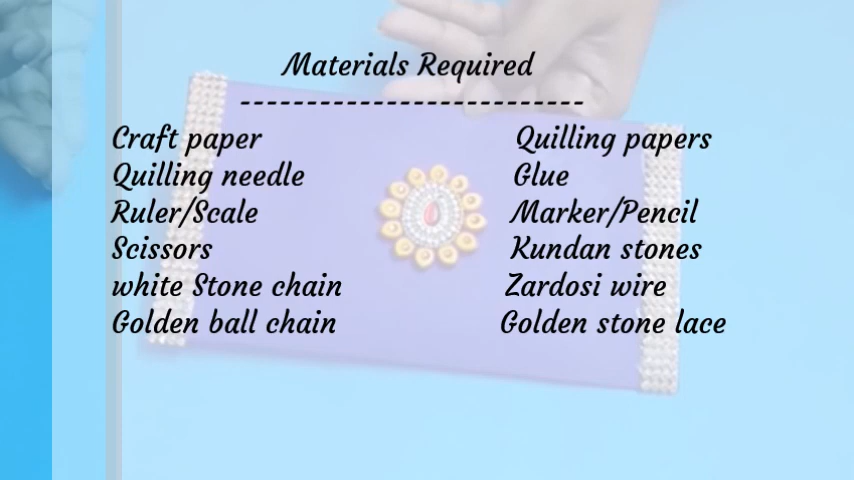 Materials Required
--------------------------
Craft paper Quilling papers
Quilling needle Glue
Ruler/Scale Marker/Pencil
Scissors Kundan stones
white Stone chain Zardosi wire
Golden ball chain Golden stone lace